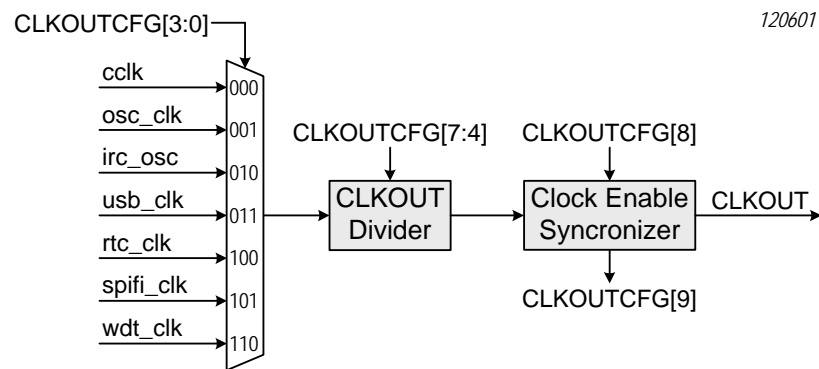 CLKOUTCFG[3:0]
120601
cclk
000
osc_clk
001
irc_osc
010
usb_clk
011
rtc_clk
100
spifi_clk
101
wdt_clk
110
CLKOUTCFG[7:4]
CLKOUT
Divider
CLKOUTCFG[8]
Clock Enable
Syncronizer
CLKOUT
CLKOUTCFG[9]